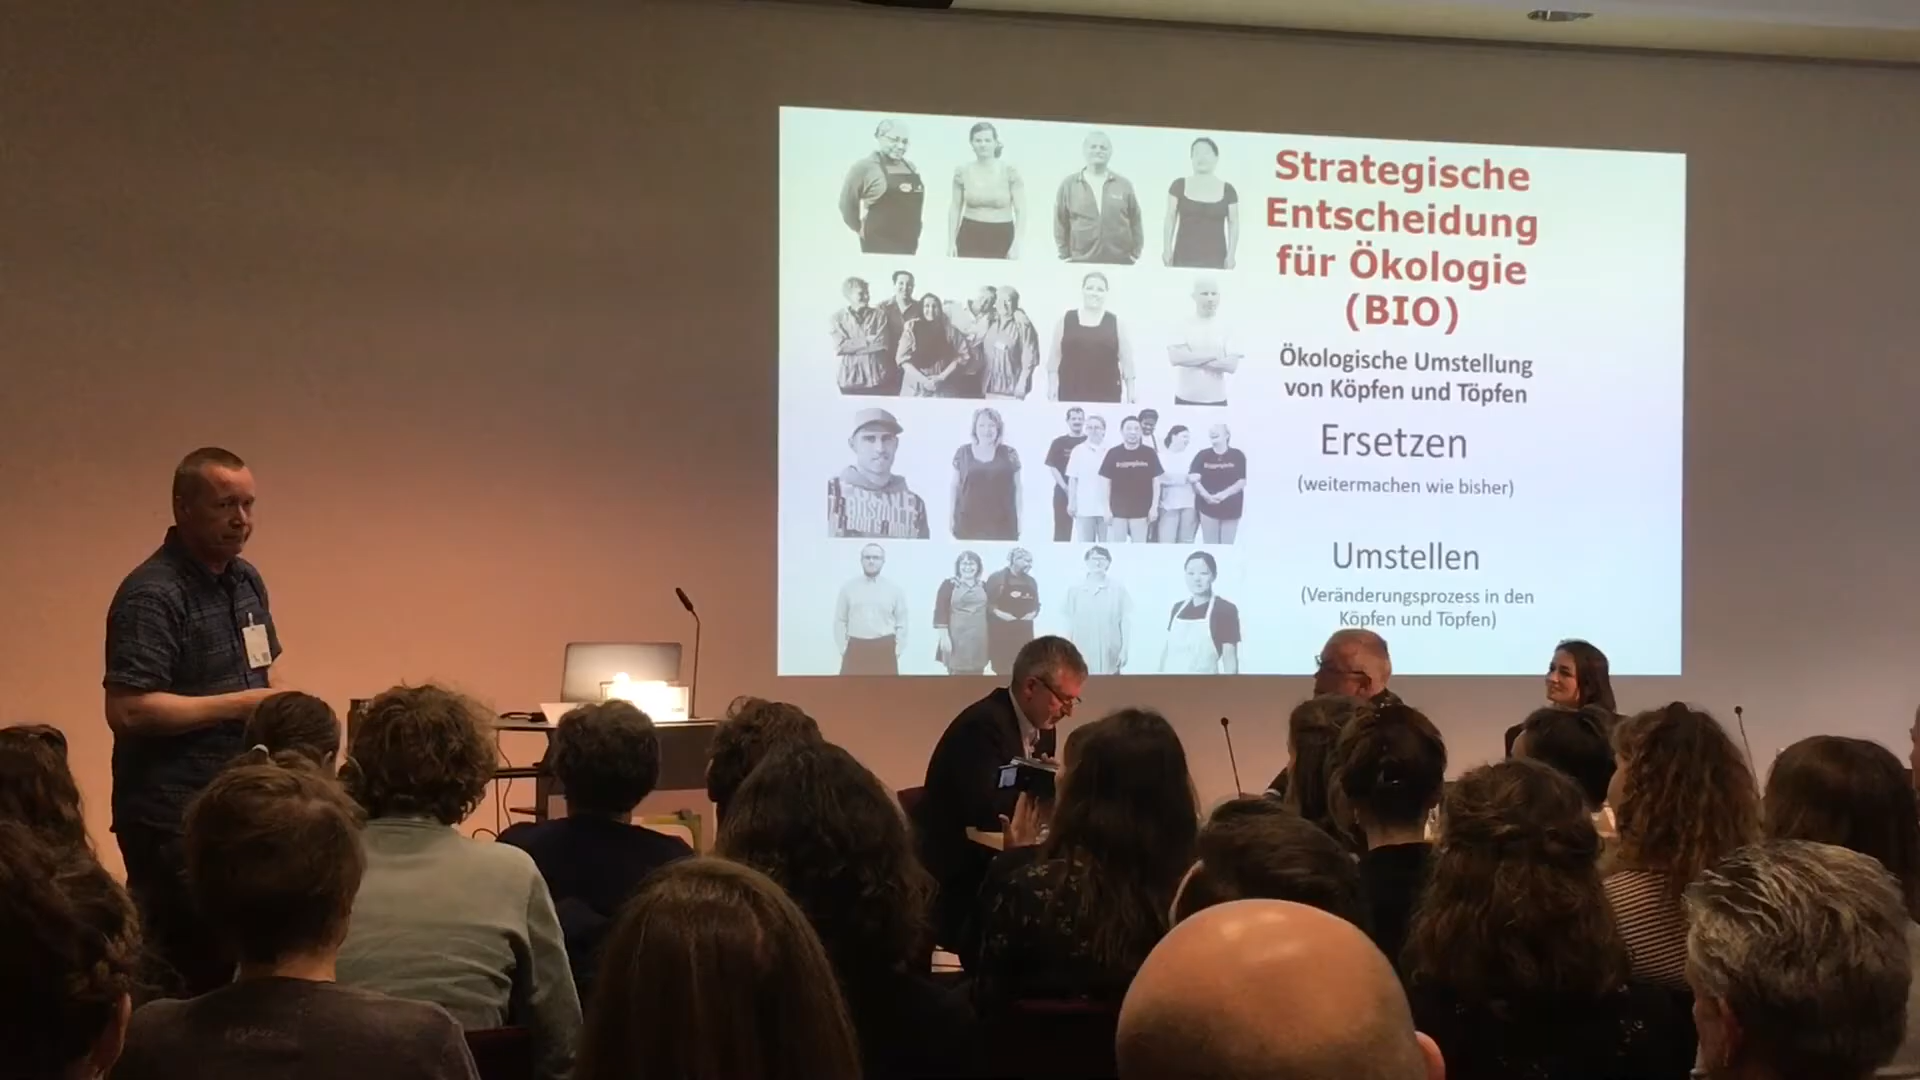 Strategische
Entscheidung
für Ökologie
(BIO)
Ökologische Umstellung
von Köpfen und Töpfen
Ersetzen
(weitermachen wie bisher)
Umstellen
(Veränderungsprozess in den
Köpfen und Töpfen)